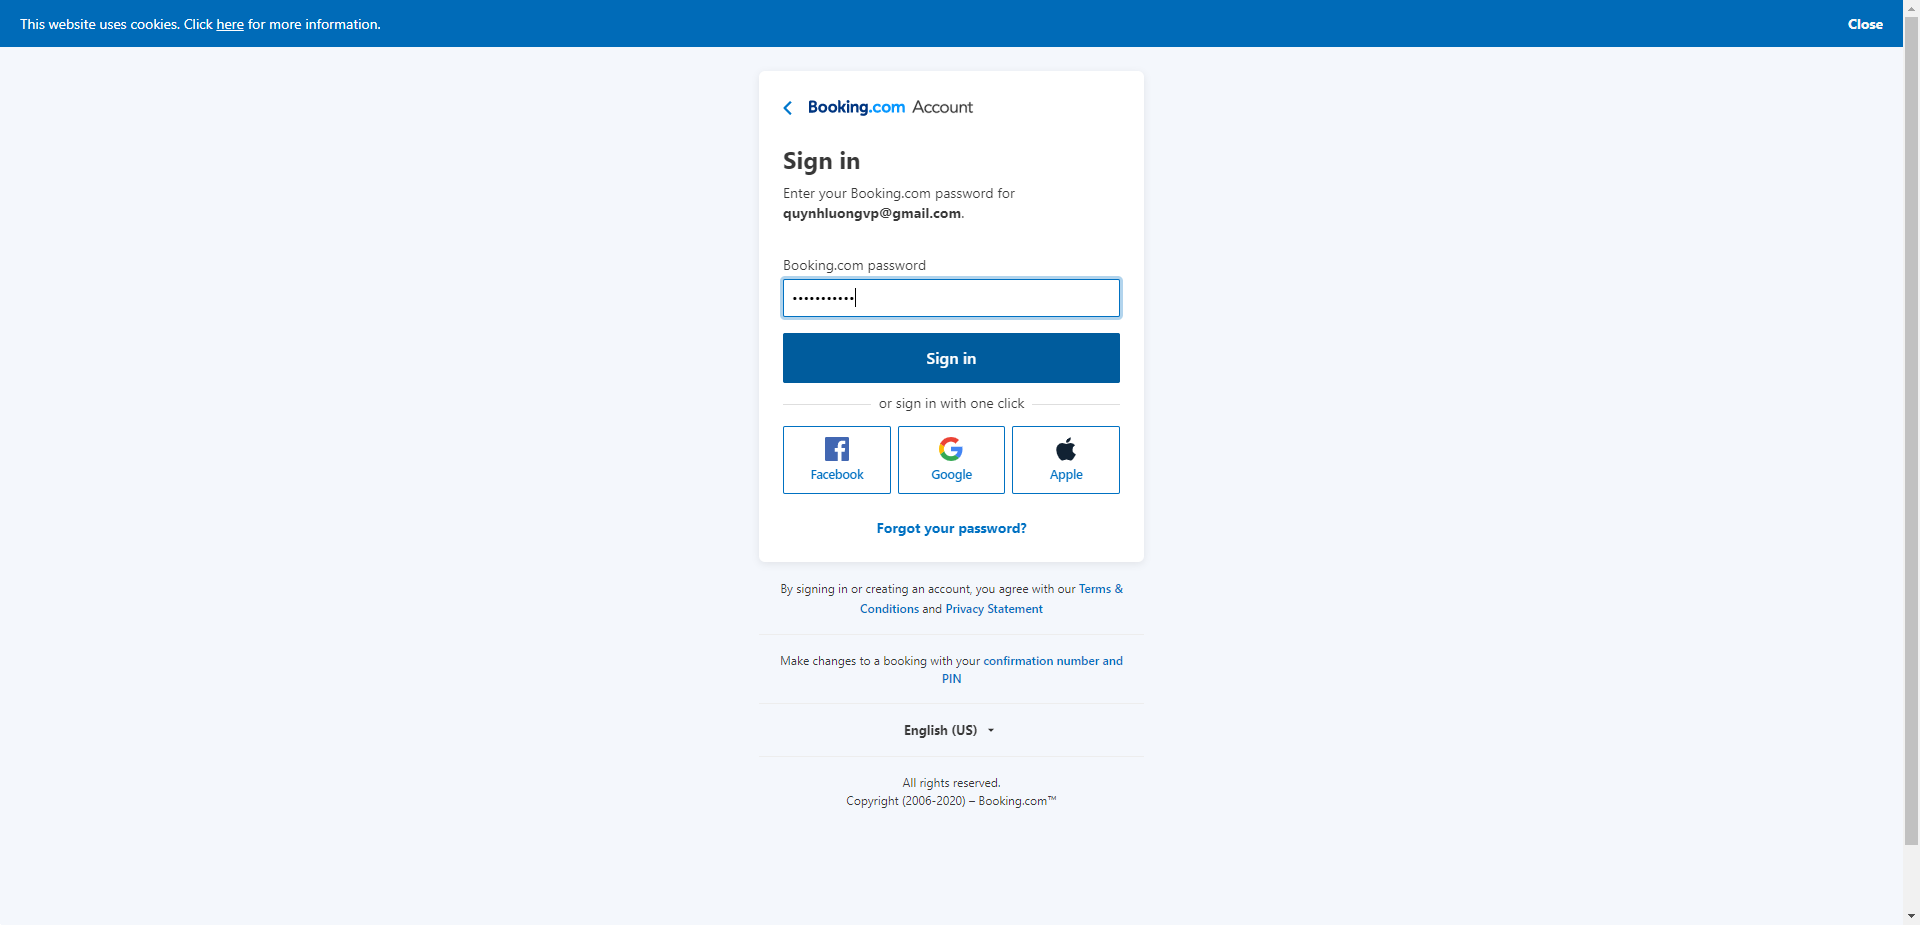 This website uses cookies. Click here for more information.
Close
Booking.com Account
Sign in
Enter your Booking.com password for
quynhluongvp@gmail.com.
Booking.com password
•••••••••••
Sign in
or sign in with one click
Facebook
Google
Apple
Forgot your password?
By signing in or creating an account, you agree with our Terms &
Conditions and Privacy Statement
Make changes to a booking with your confirmation number and
PIN
English (US)
All rights reserved.
Copyright (2006-2020) – Booking.com™